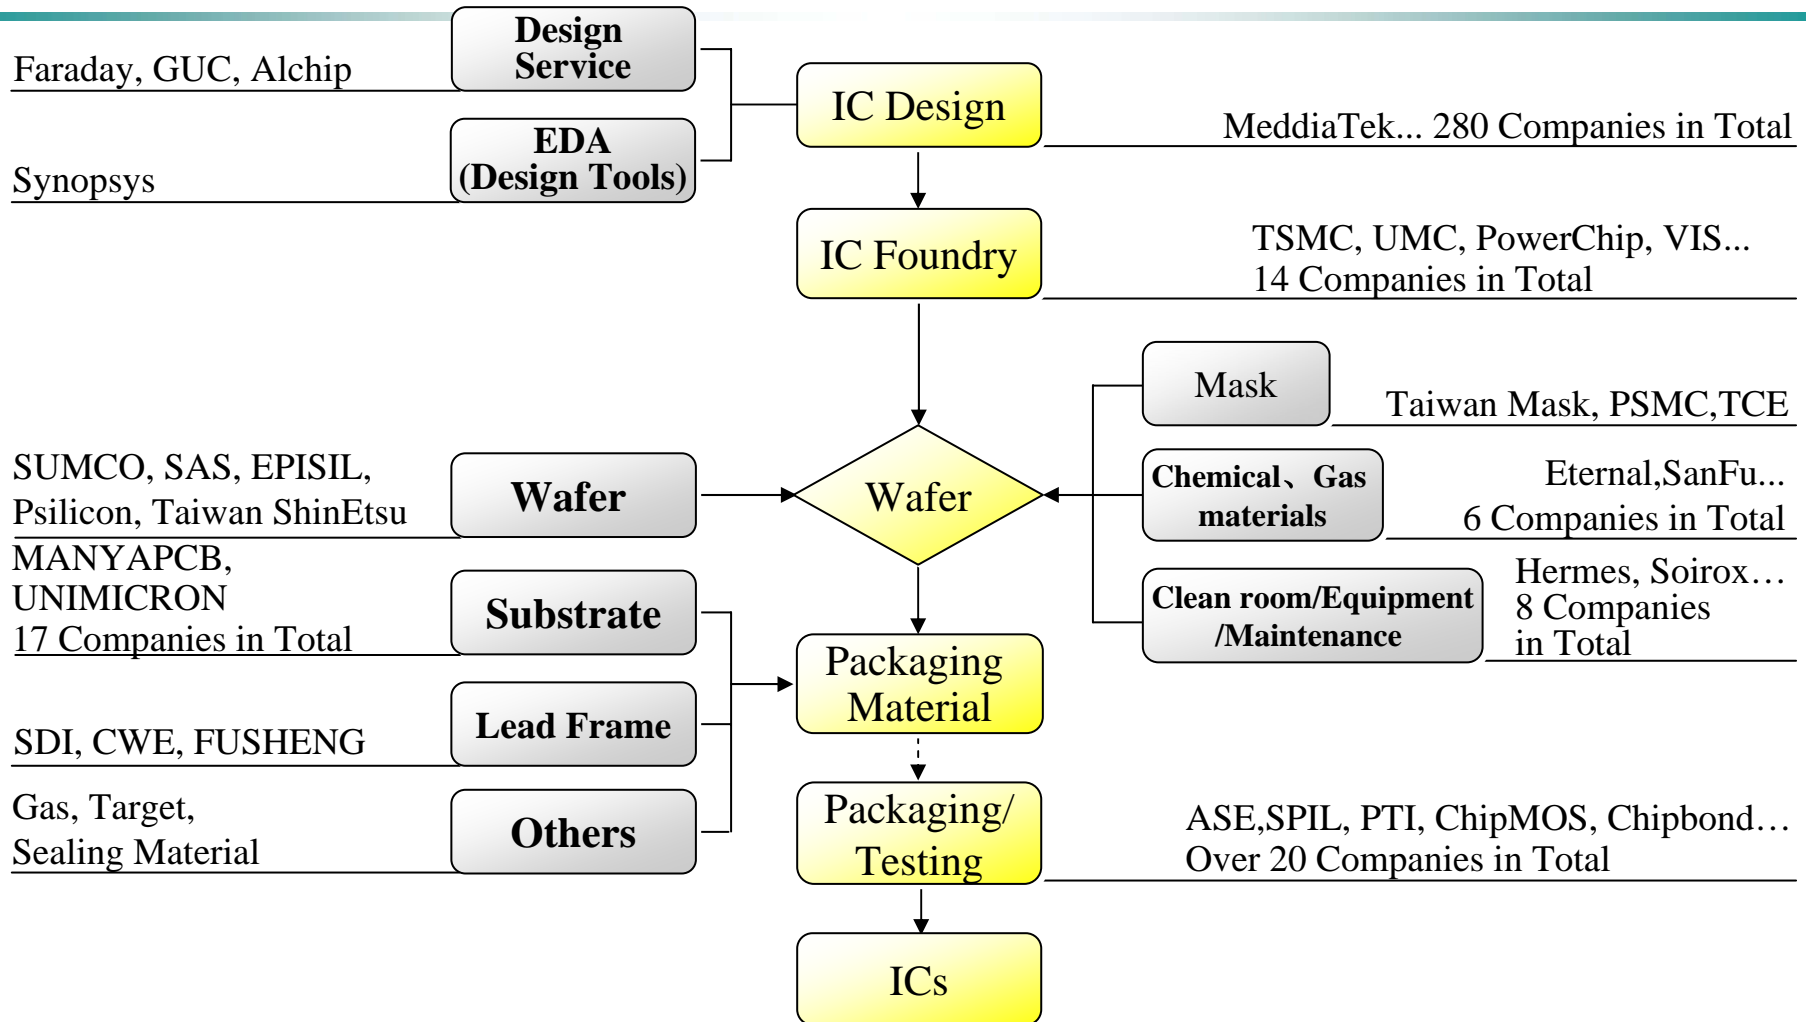 Design
Service
Faraday, GUC, Alchip
IC Design
MeddiaTek... 280 Companies in Total
EDA
(Design Tools)
Synopsys
IC Foundry
TSMC, UMC, PowerChip, VIS...
14 Companies in Total
Mask
Taiwan Mask, PSMC,TCE
SUMCO, SAS, EPISIL,
Psilicon, Taiwan ShinEtsu
Wafer
Wafer
Chemical、Gas
materials
Eternal,SanFu...
6 Companies in Total
MANYAPCB,
UNIMICRON
17 Companies in Total
Substrate
Clean room/Equipment
/Maintenance
Hermes, Soirox…
8 Companies
in Total
Packaging
Material
Lead Frame
SDI, CWE, FUSHENG
Gas, Target,
Sealing Material
Others
Packaging/
Testing
ASE,SPIL, PTI, ChipMOS, Chipbond…
Over 20 Companies in Total
ICs